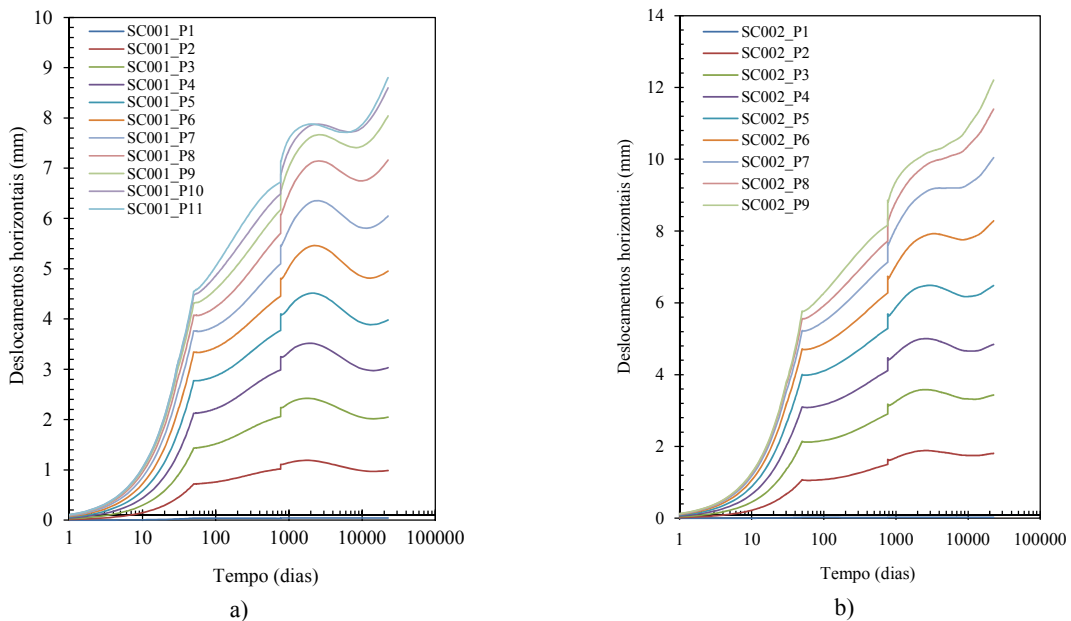 10
9
8
7
6
5
4
3
2
1
0
Deslocamentos horizontais (mm)
SC001_P1
SC001_P2
SC001_P3
SC001_P4
SC001_P5
SC001_P6
SC001_P7
SC001_P8
SC001_P9
SC001_P10
SC001_P11
1 10 100 1000 10000 100000
Tempo (dias)
a)
14
12
10
8
6
4
2
0
Deslocamentos horizontais (mm)
SC002_P1
SC002_P2
SC002_P3
SC002_P4
SC002_P5
SC002_P6
SC002_P7
SC002_P8
SC002_P9
1 10 100 1000 10000 100000
Tempo (dias)
b)